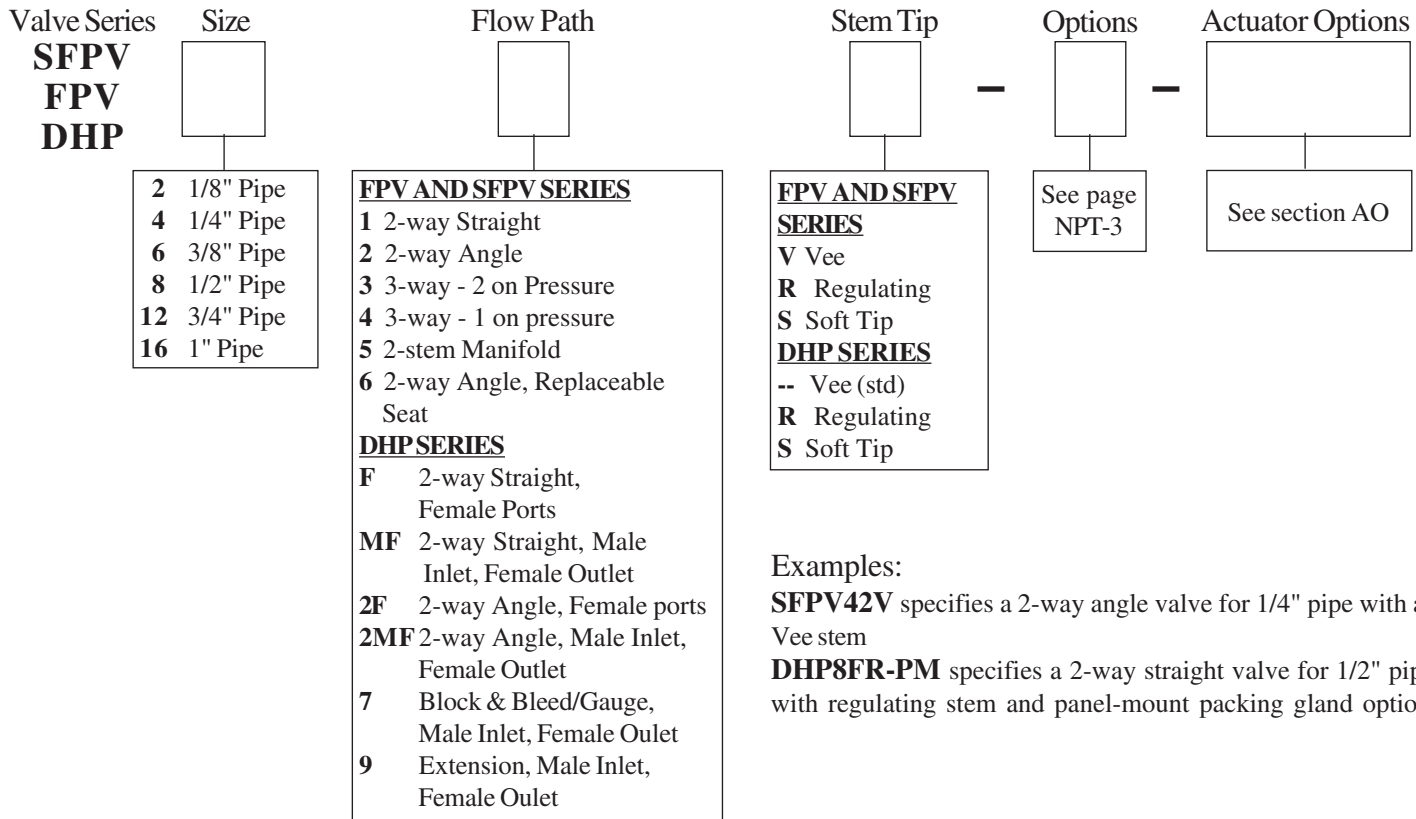 Valve Series Size Flow Path Stem Tip Options Actuator Options
SFPV
FPV
DHP
– –
2 1/8" Pipe
4 1/4" Pipe
6 3/8" Pipe
8 1/2" Pipe
12 3/4" Pipe
16 1" Pipe
FPV AND SFPV SERIES
1 2-way Straight
2 2-way Angle
3 3-way - 2 on Pressure
4 3-way - 1 on pressure
5 2-stem Manifold
6 2-way Angle, Replaceable
Seat
DHP SERIES
F 2-way Straight,
Female Ports
MF 2-way Straight, Male
Inlet, Female Outlet
2F 2-way Angle, Female ports
2MF 2-way Angle, Male Inlet,
Female Outlet
7 Block & Bleed/Gauge,
Male Inlet, Female Oulet
9 Extension, Male Inlet,
Female Oulet
FPV AND SFPV
SERIES
V Vee
R Regulating
S Soft Tip
DHP SERIES
-- Vee (std)
R Regulating
S Soft Tip
See page
NPT-3
See section AO
Examples:
SFPV42V specifies a 2-way angle valve for 1/4" pipe with a
Vee stem
DHP8FR-PM specifies a 2-way straight valve for 1/2" pip
with regulating stem and panel-mount packing gland optio